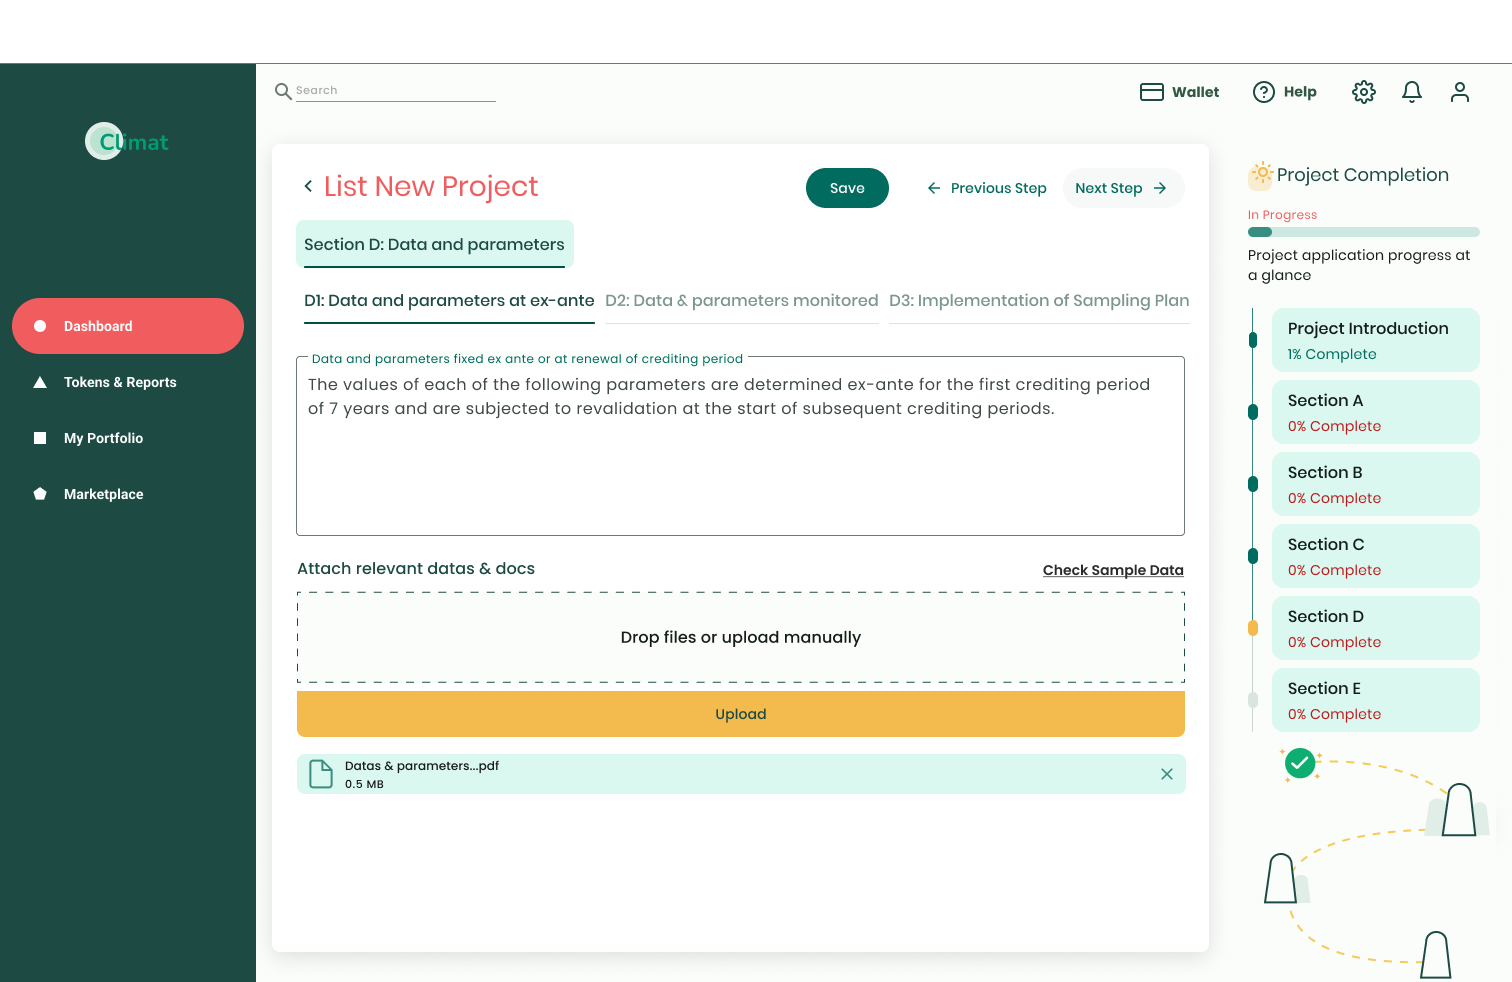 Search
Wallet
Help
Climat
Dashboard
Tokens & Reports
My Portfolio
Marketplace
List New Project
Save
Previous Step
Next Step
Section D: Data and parameters
D1: Data and parameters at ex-ante
D2: Data & parameters monitored
D3: Implementation of Sampling Plan
Data and parameters fixed ex ante or at renewal of crediting period
The values of each of the following parameters are determined ex-ante for the first crediting period
of 7 years and are subjected to revalidation at the start of subsequent crediting periods.
Attach relevant datas & docs
Check Sample Data
Drop files or upload manually
Upload
Datas & parameters...pdf
0.5 MB
Project Completion
In Progress
Project application progress at
a glance
Project Introduction
1% Complete
Section A
0% Complete
Section B
0% Complete
Section C
0% Complete
Section D
0% Complete
Section E
0% Complete